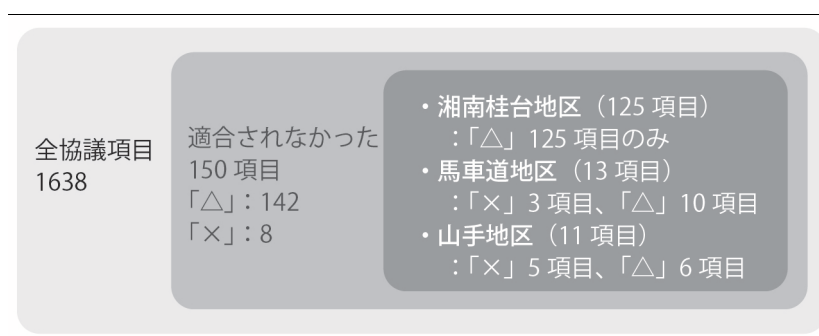 全協議項目
1638
適合されなかった
150 項目
「△」：142
「×」：8
・湘南桂台地区（125 項目）
：「△」125 項目のみ
・馬車道地区（13 項目）
：「×」3 項目、「△」10 項目
・山手地区（11 項目）
：「×」5 項目、「△」6 項目